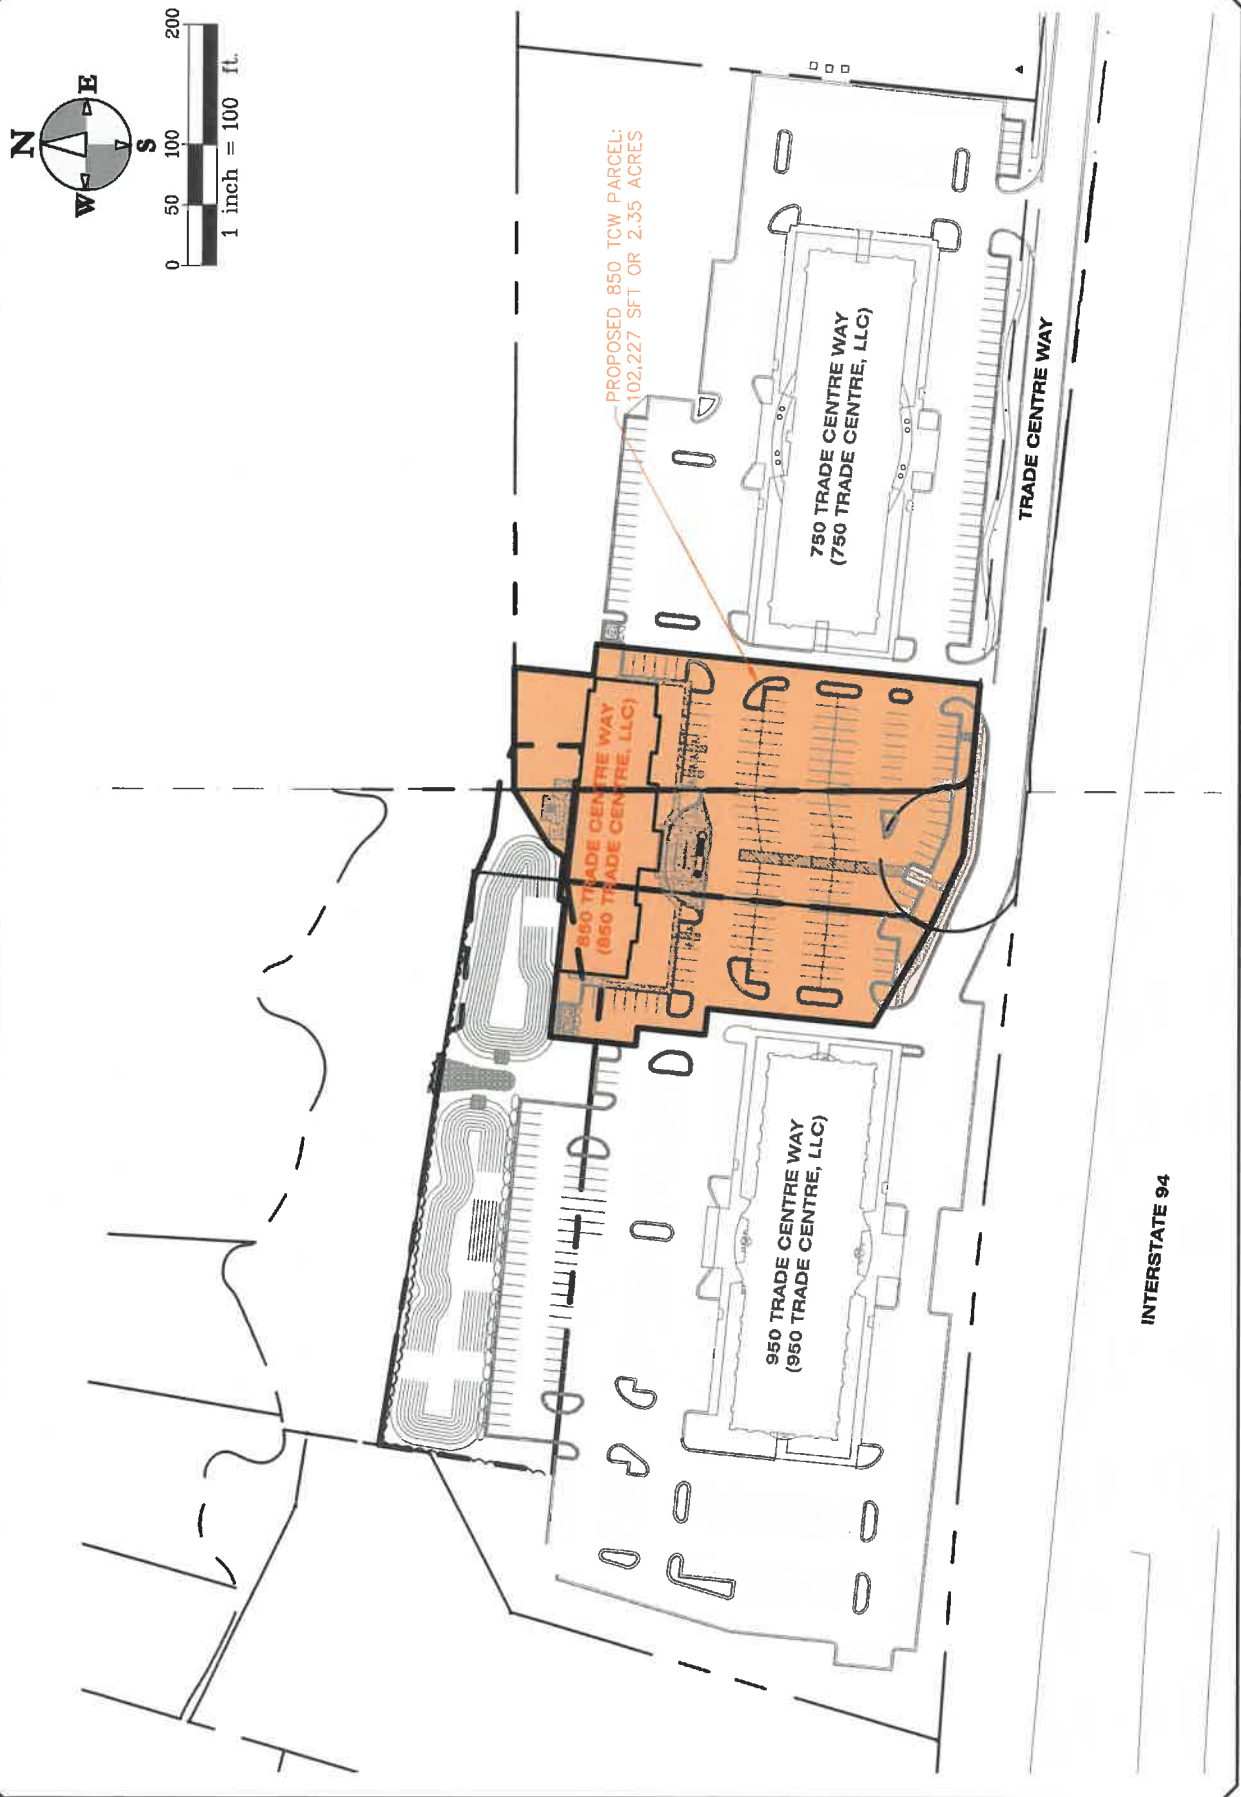 N
W
E
S
0
50
100
200
1 inch = 100 ft.
PROPOSED 850 TCW PARCEL:
102,227 SFT OR 2.35 ACRES
850 TRADE CENTRE WAY
(850 TRADE CENTRE, LLC)
750 TRADE CENTRE WAY
(750 TRADE CENTRE, LLC)
TRADE CENTRE WAY
950 TRADE CENTRE WAY
(950 TRADE CENTRE, LLC)
INTERSTATE 94